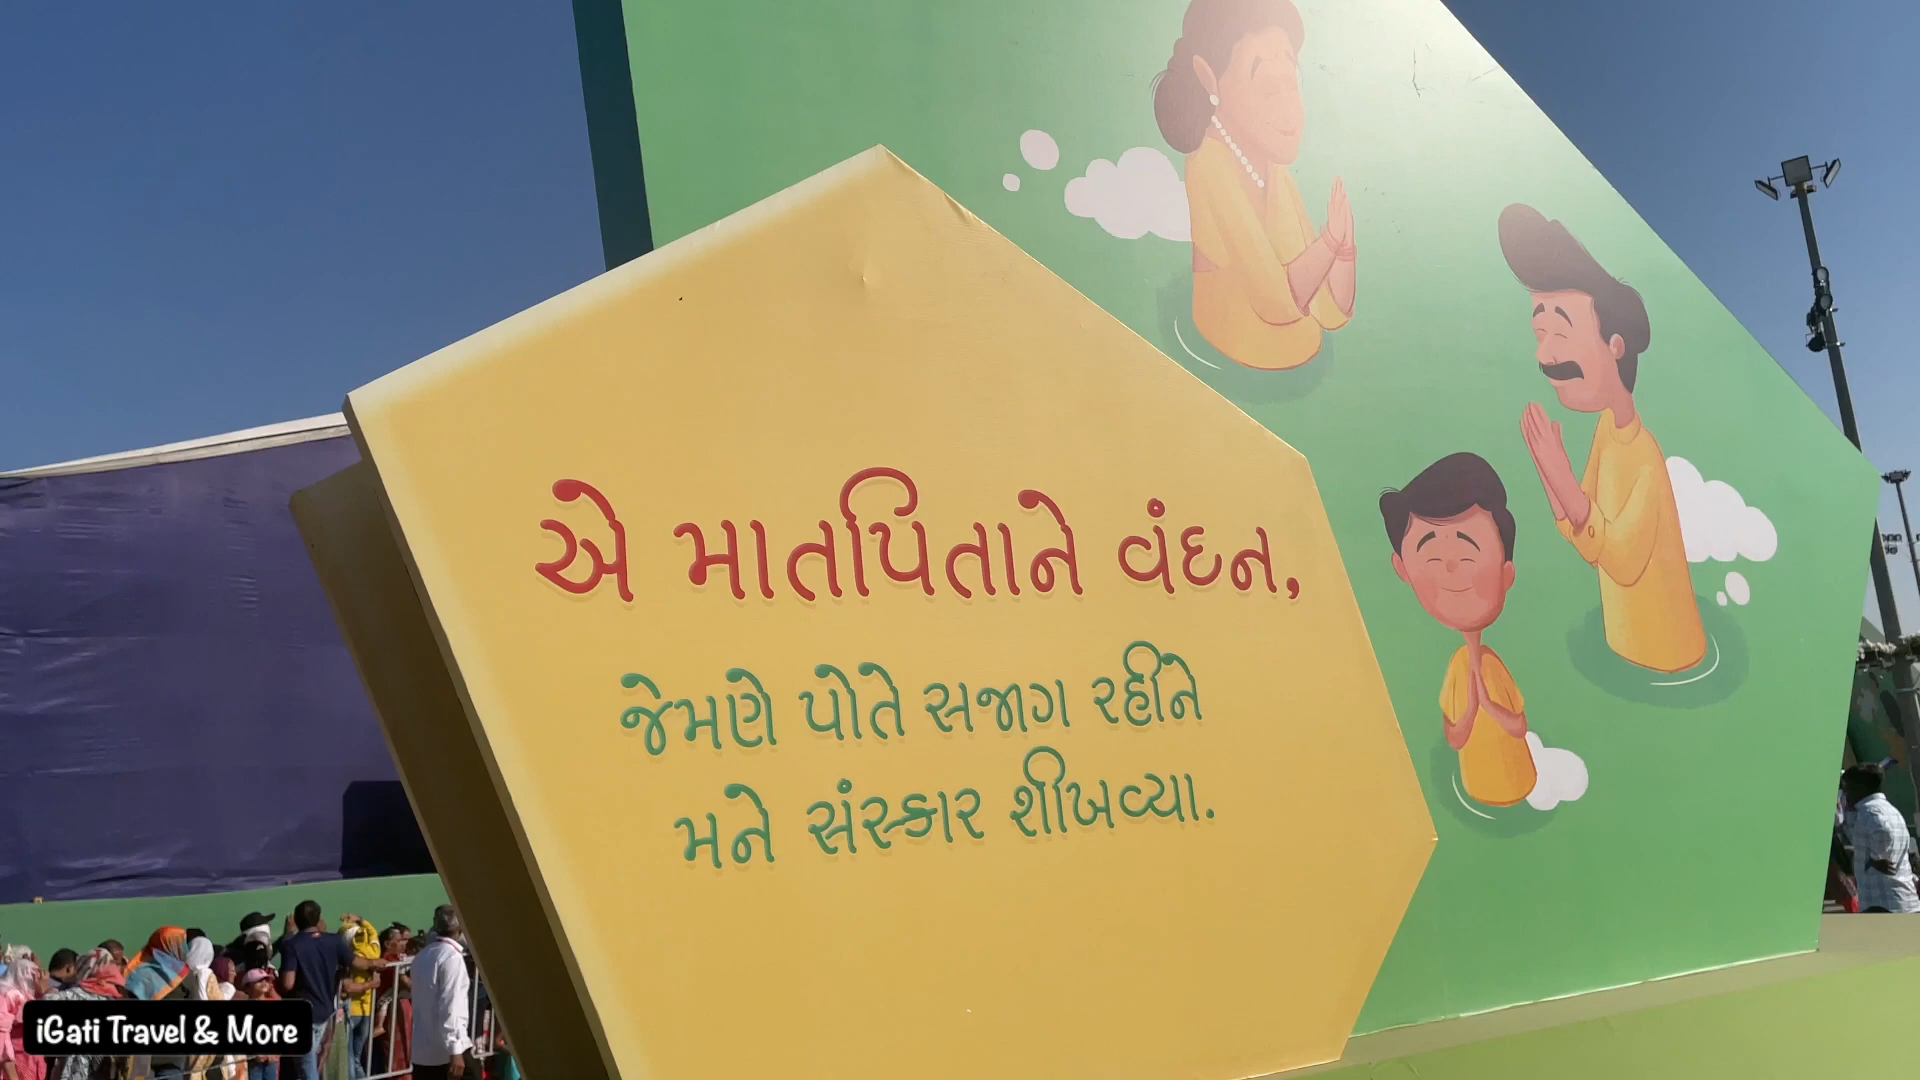 એ માતપિતાને વંદન,
જેમણે પોતે સજાગ રહીને
મને સંસ્કાર શીખવ્યા.
iGati Travel & More